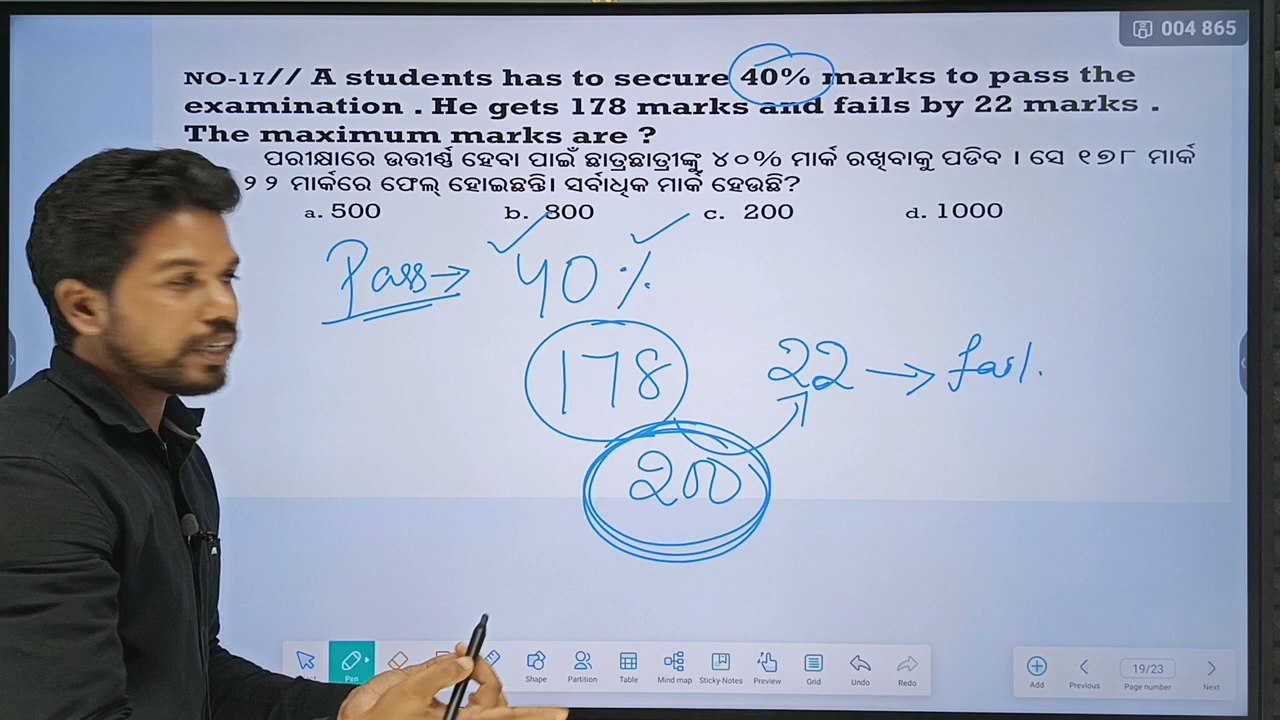 004 865
NO-17// A students has to secure 40% marks to pass the
examination . He gets 178 marks and fails by 22 marks .
The maximum marks are ?
ପରୀକ୍ଷାରେ ଉତ୍ତୀର୍ଣ୍ଣ ହେବା ପାଇଁ ଛାତ୍ରଛାତ୍ରୀଙ୍କୁ ୪୦% ମାର୍କ ରଖିବାକୁ ପଡିବ । ସେ ୧୭୮ ମାର୍କ
୨୨ ମାର୍କରେ ଫେଲ୍ ହୋଇଛନ୍ତି। ସର୍ବାଧିକ ମାର୍କ ହେଉଛି?
a. 500 b. 800 c. 200 d. 1000
Pass → 40%
178 22 → fail.
200
Pen Shape Partition Table Mind map Sticky-Notes Preview Grid Undo Redo
Add Previous 19/23 Page number Next